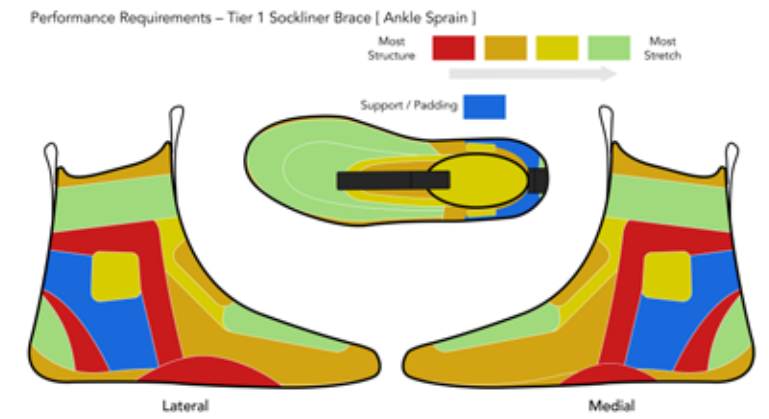 Performance Requirements – Tier 1 Sockliner Brace [ Ankle Sprain ]
Most
Structure
Most
Stretch
Support / Padding
Lateral
Medial